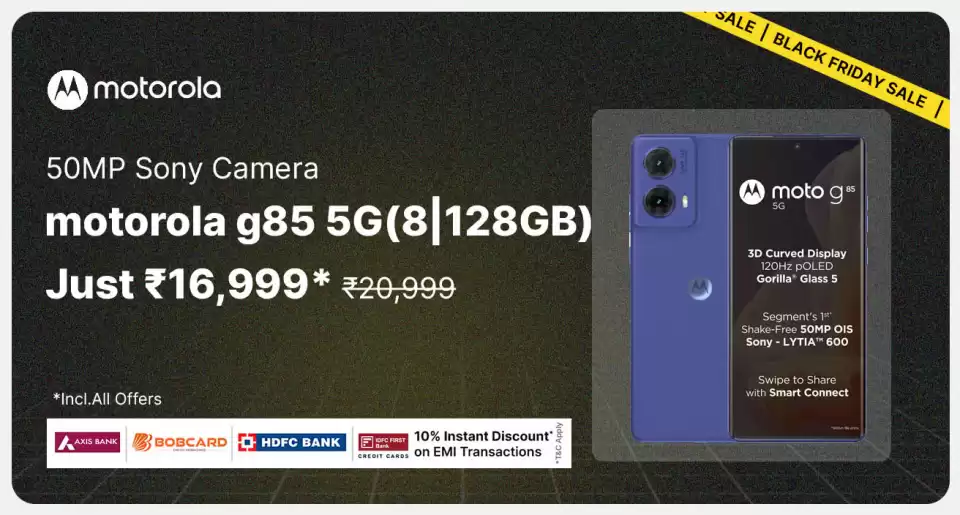 SALE | BLACK FRIDAY SALE |
motorola
50MP Sony Camera
motorola g85 5G(8|128GB)
Just ₹16,999* ₹20,999
*Incl.All Offers
AXIS BANK
BOBCARD
HDFC BANK
IDFC FIRST
Bank
CREDIT CARDS
10% Instant Discount*
on EMI Transactions
*T&C Apply
moto g85
5G
3D Curved Display
120Hz pOLED
Gorilla® Glass 5
Segment's 1st*
Shake-Free 50MP OIS
Sony - LYTIA™ 600
Swipe to Share
with Smart Connect